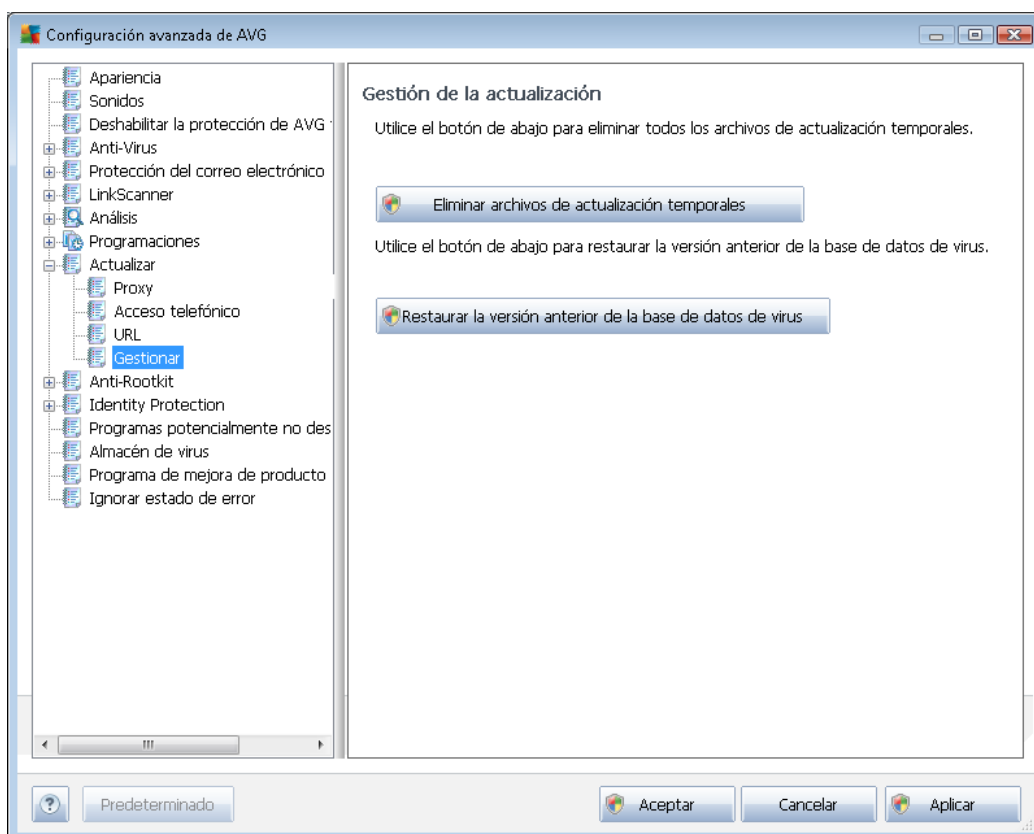 Configuración avanzada de AVG
Apariencia
Sonidos
Deshabilitar la protección de AVG
Anti-Virus
Protección del correo electrónico
LinkScanner
Análisis
Programaciones
Actualizar
Proxy
Acceso telefónico
URL
Gestionar
Anti-Rootkit
Identity Protection
Programas potencialmente no des
Almacén de virus
Programa de mejora de producto
Ignorar estado de error
Gestión de la actualización
Utilice el botón de abajo para eliminar todos los archivos de actualización temporales.
Eliminar archivos de actualización temporales
Utilice el botón de abajo para restaurar la versión anterior de la base de datos de virus.
Restaurar la versión anterior de la base de datos de virus
?
Predeterminado
Aceptar
Cancelar
Aplicar